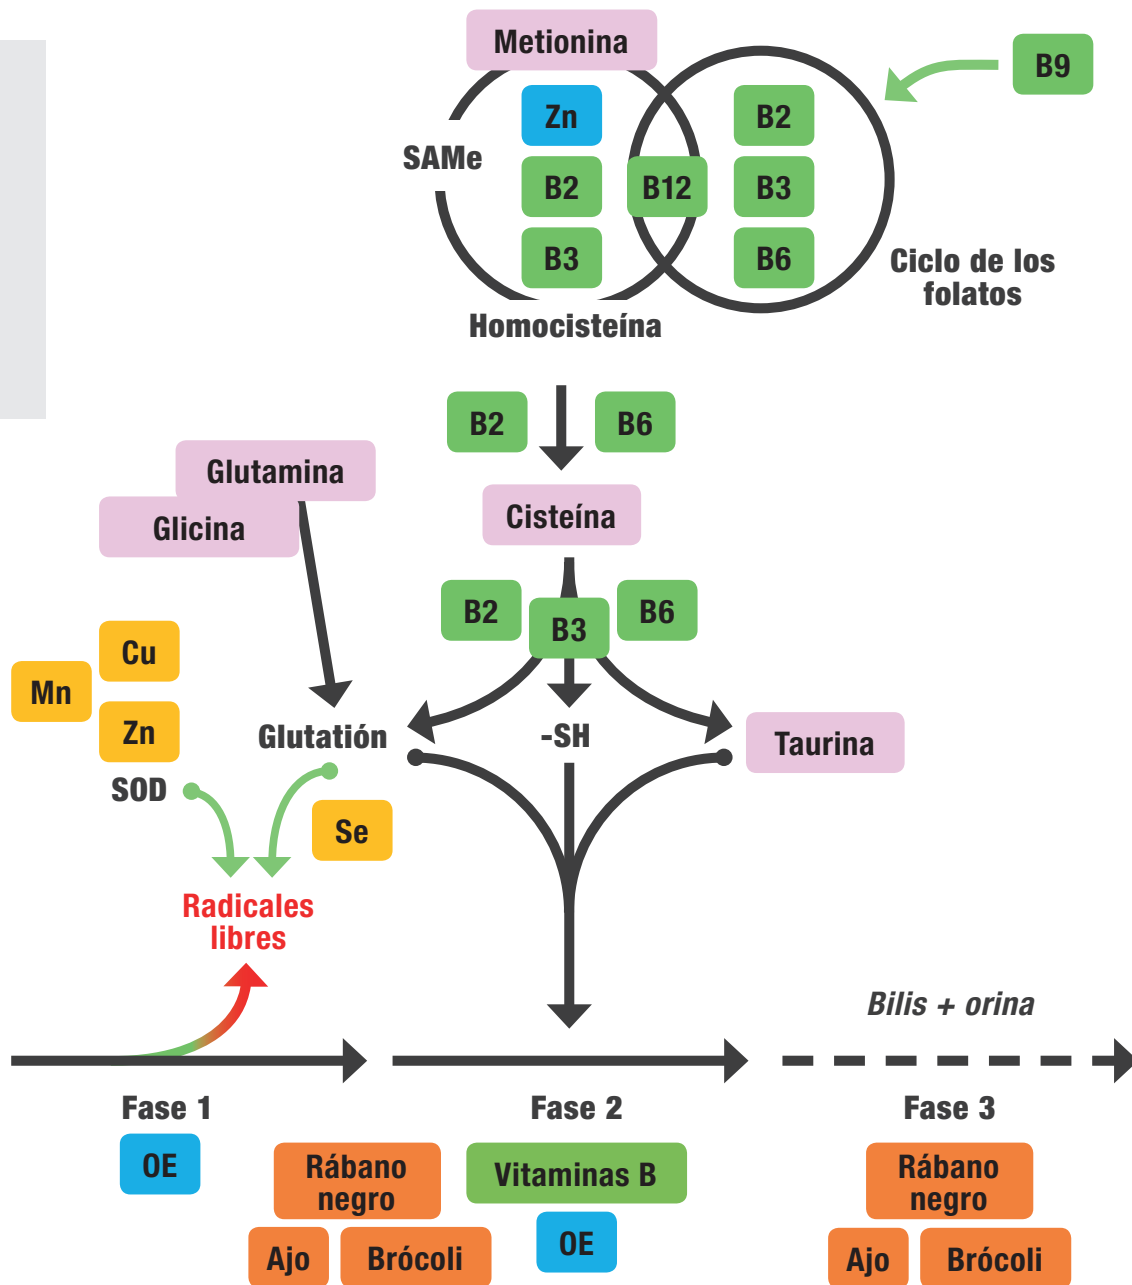 Metionina
B9
Zn
B2
SAMe
B2
B12
B3
B3
B6
Ciclo de los
folatos
Homocisteína
B2
B6
Glutamina
Glicina
Cisteína
B2
B3
B6
Cu
Mn
Zn
SOD
Glutatión
-SH
Taurina
Se
Radicales
libres
Bilis + orina
Fase 1
Fase 2
Fase 3
OE
Rábano
negro
Ajo
Brócoli
Vitaminas B
OE
Rábano
negro
Ajo
Brócoli